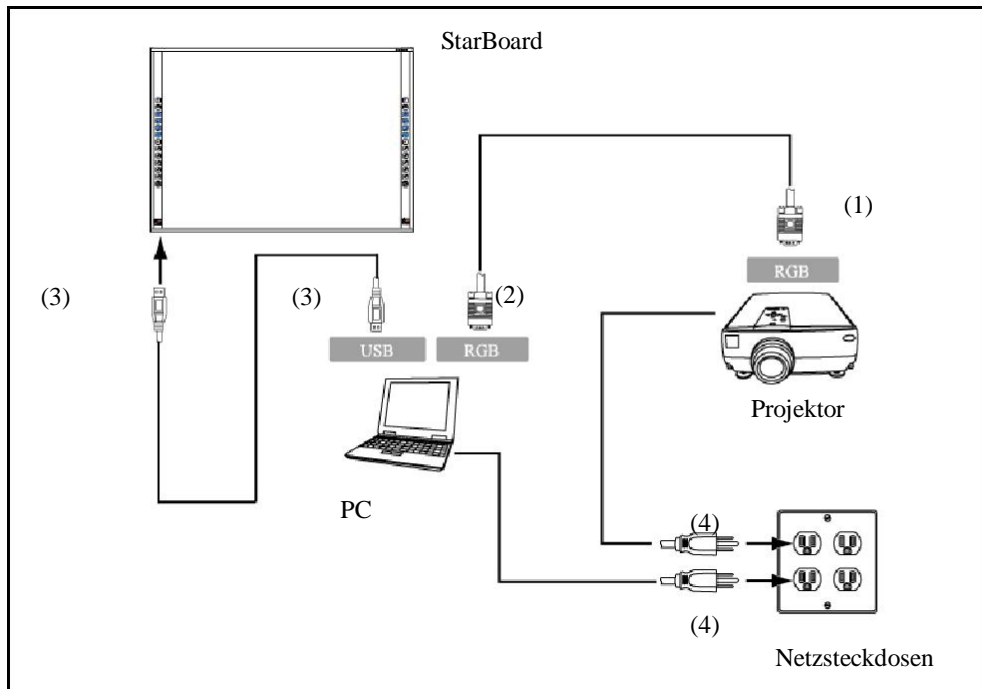 StarBoard
(1)
RGB
(3)
(3)
(2)
USB
RGB
Projektor
PC
(4)
(4)
Netzsteckdosen